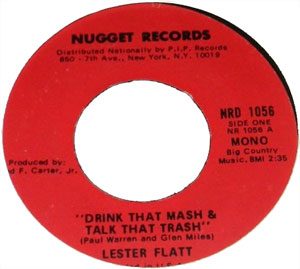 NUGGET RECORDS
Distributed Nationally by P.I.P. Records
850 - 7th Ave., New York, N.Y. 10019
NRD 1056
SIDE ONE
NR 1056 A
MONO
Big Country
Music, BMI 2:35
Produced by:
d F. Carter, Jr.
"DRINK THAT MASH &
TALK THAT TRASH"
(Paul Warren and Glen Miles)
LESTER FLATT